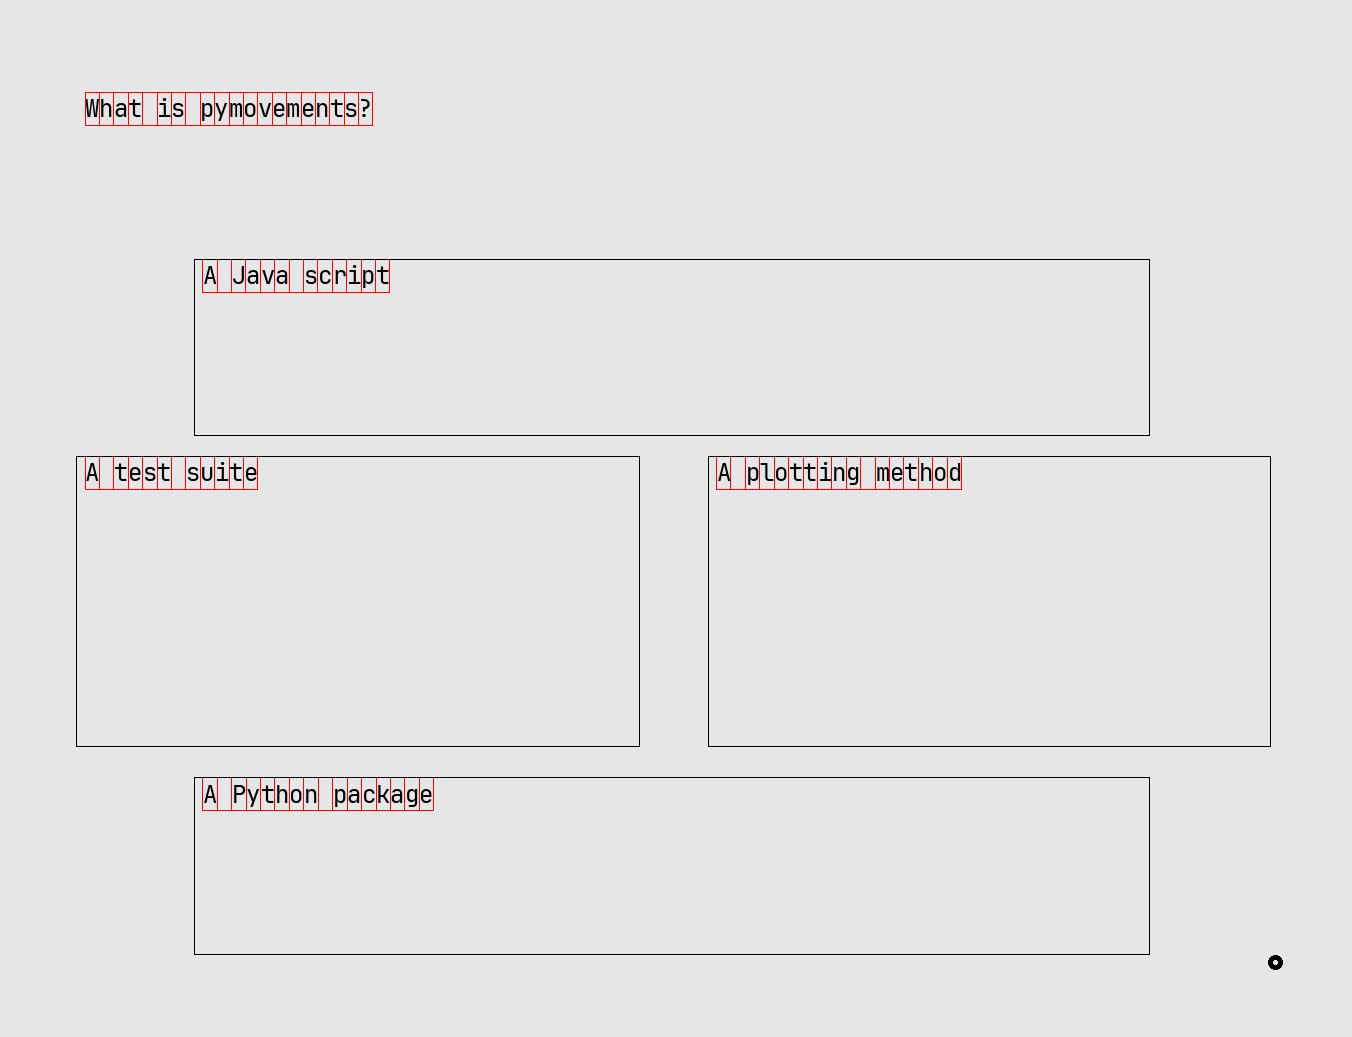 What is pymovements?
A Java script
A test suite
A plotting method
A Python package